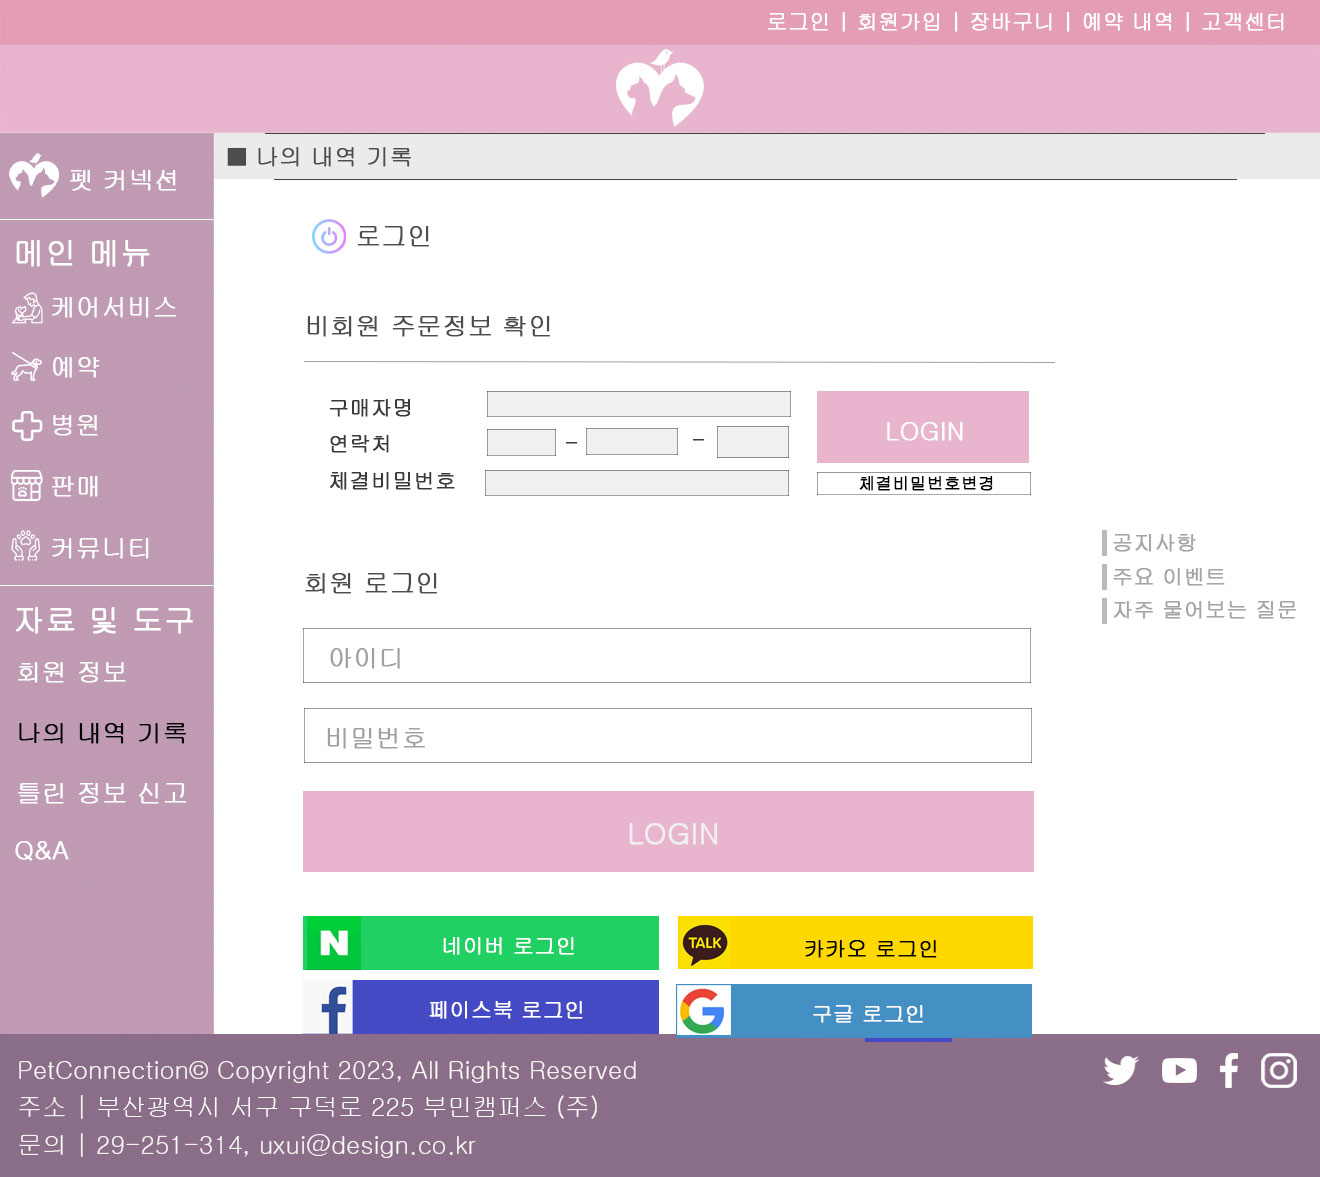 로그인 | 회원가입 | 장바구니 | 예약 내역 | 고객센터
펫 커넥션
■ 나의 내역 기록
메인 메뉴
케어서비스
예약
병원
판매
커뮤니티
자료 및 도구
회원 정보
나의 내역 기록
틀린 정보 신고
Q&A
로그인
비회원 주문정보 확인
구매자명
연락처
- -
체결비밀번호
LOGIN
체결비밀번호변경
공지사항
주요 이벤트
자주 물어보는 질문
회원 로그인
아이디
비밀번호
LOGIN
N 네이버 로그인
TALK 카카오 로그인
f 페이스북 로그인
G 구글 로그인
PetConnection© Copyright 2023, All Rights Reserved
주소 | 부산광역시 서구 구덕로 225 부민캠퍼스 (주)
문의 | 29-251-314, uxui@design.co.kr